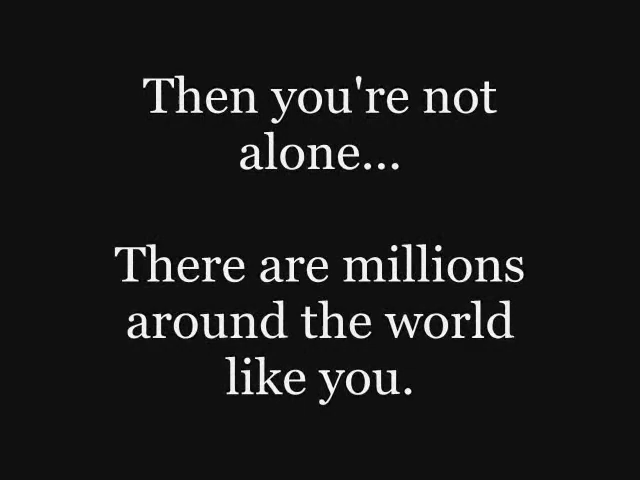 Then you're not
alone...
There are millions
around the world
like you.